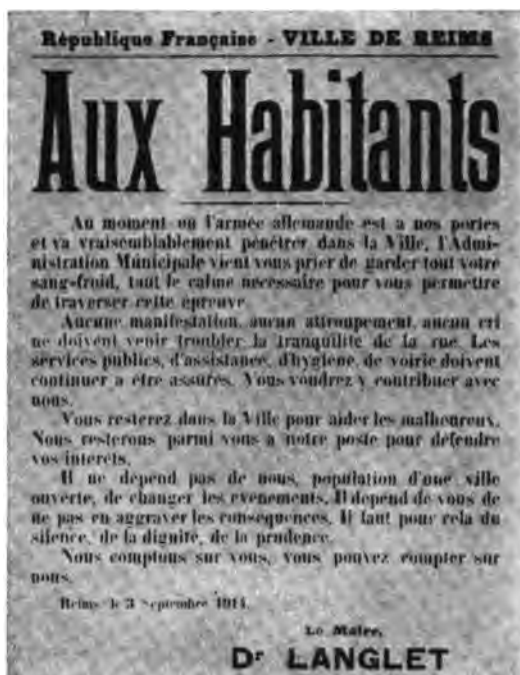 République Française - VILLE DE REIMS
Aux Habitants
Au moment où l'armée allemande est à nos portes
et va vraisemblablement pénétrer dans la Ville, l'Admi-
nistration Municipale vient vous prier de garder tout votre
sang-froid, tout le calme nécessaire pour vous permettre
de traverser cette épreuve.
Aucune manifestation, aucun attroupement, aucun cri
ne doivent venir troubler la tranquilité de la rue. Les
services publics, d'assistance, d'hygiène, de voirie doivent
continuer à être assurés. Vous voudrez y contribuer avec
nous.
Vous resterez dans la Ville pour aider les malheureux.
Nous resterons parmi vous à notre poste pour défendre
vos intérêts.
Il ne dépend pas de nous, population d'une ville
ouverte, de changer les événements. Il dépend de vous de
ne pas en aggraver les conséquences. Il faut pour cela du
silence, de la dignité, de la prudence.
Nous comptons sur vous, vous pouvez compter sur
nous.
Reims, le 3 Septembre 1914.
Le Maire,
Dr LANGLET